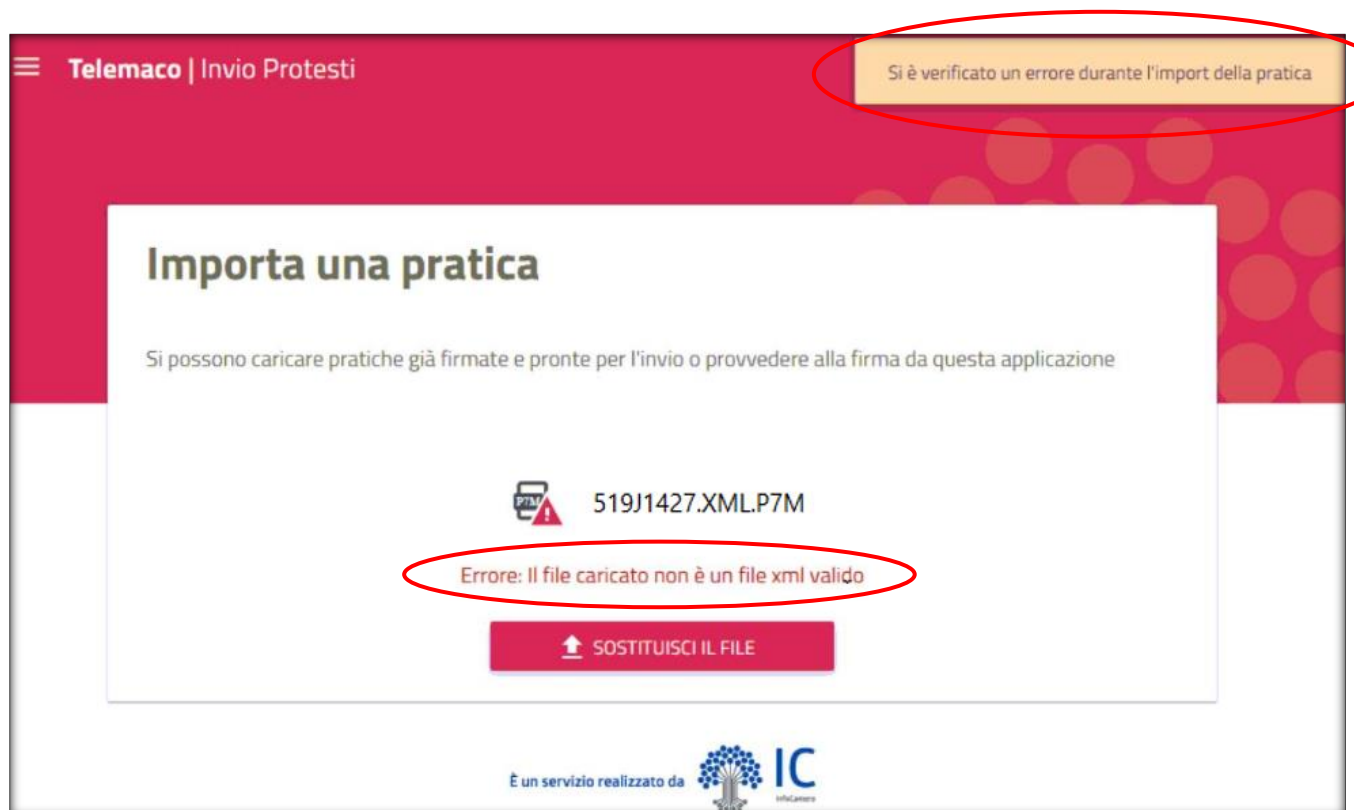 Telemaco | Invio Protesti
Si è verificato un errore durante l'import della pratica
Importa una pratica
Si possono caricare pratiche già firmate e pronte per l'invio o provvedere alla firma da questa applicazione
P7M
519J1427.XML.P7M
Errore: Il file caricato non è un file xml valido
SOSTITUISCI IL FILE
È un servizio realizzato da
IC
InfoCamere